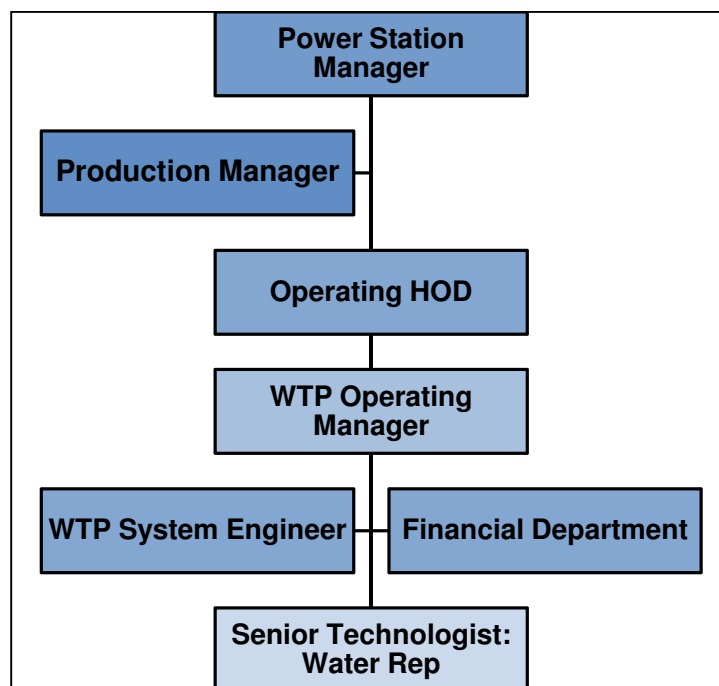 Power Station
Manager
Production Manager
Operating HOD
WTP Operating
Manager
WTP System Engineer
Financial Department
Senior Technologist:
Water Rep